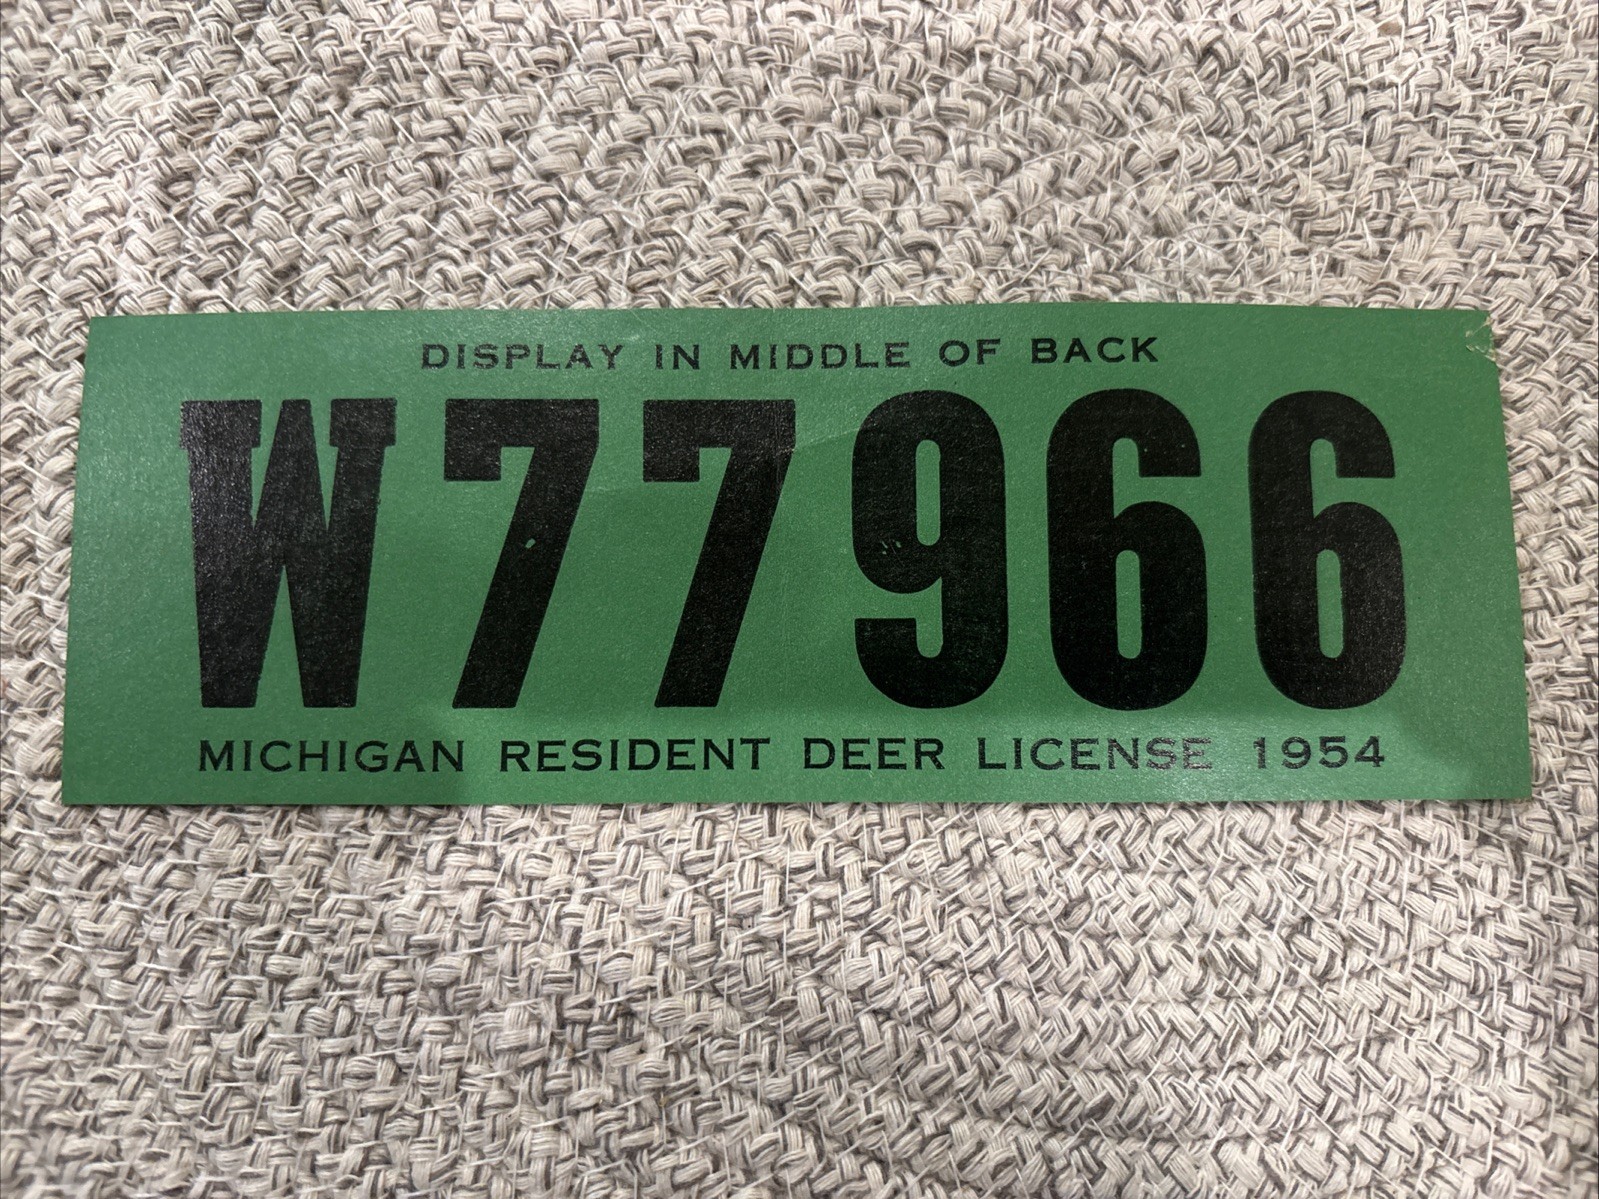 DISPLAY IN MIDDLE OF BACK
W77966
MICHIGAN RESIDENT DEER LICENSE 1954